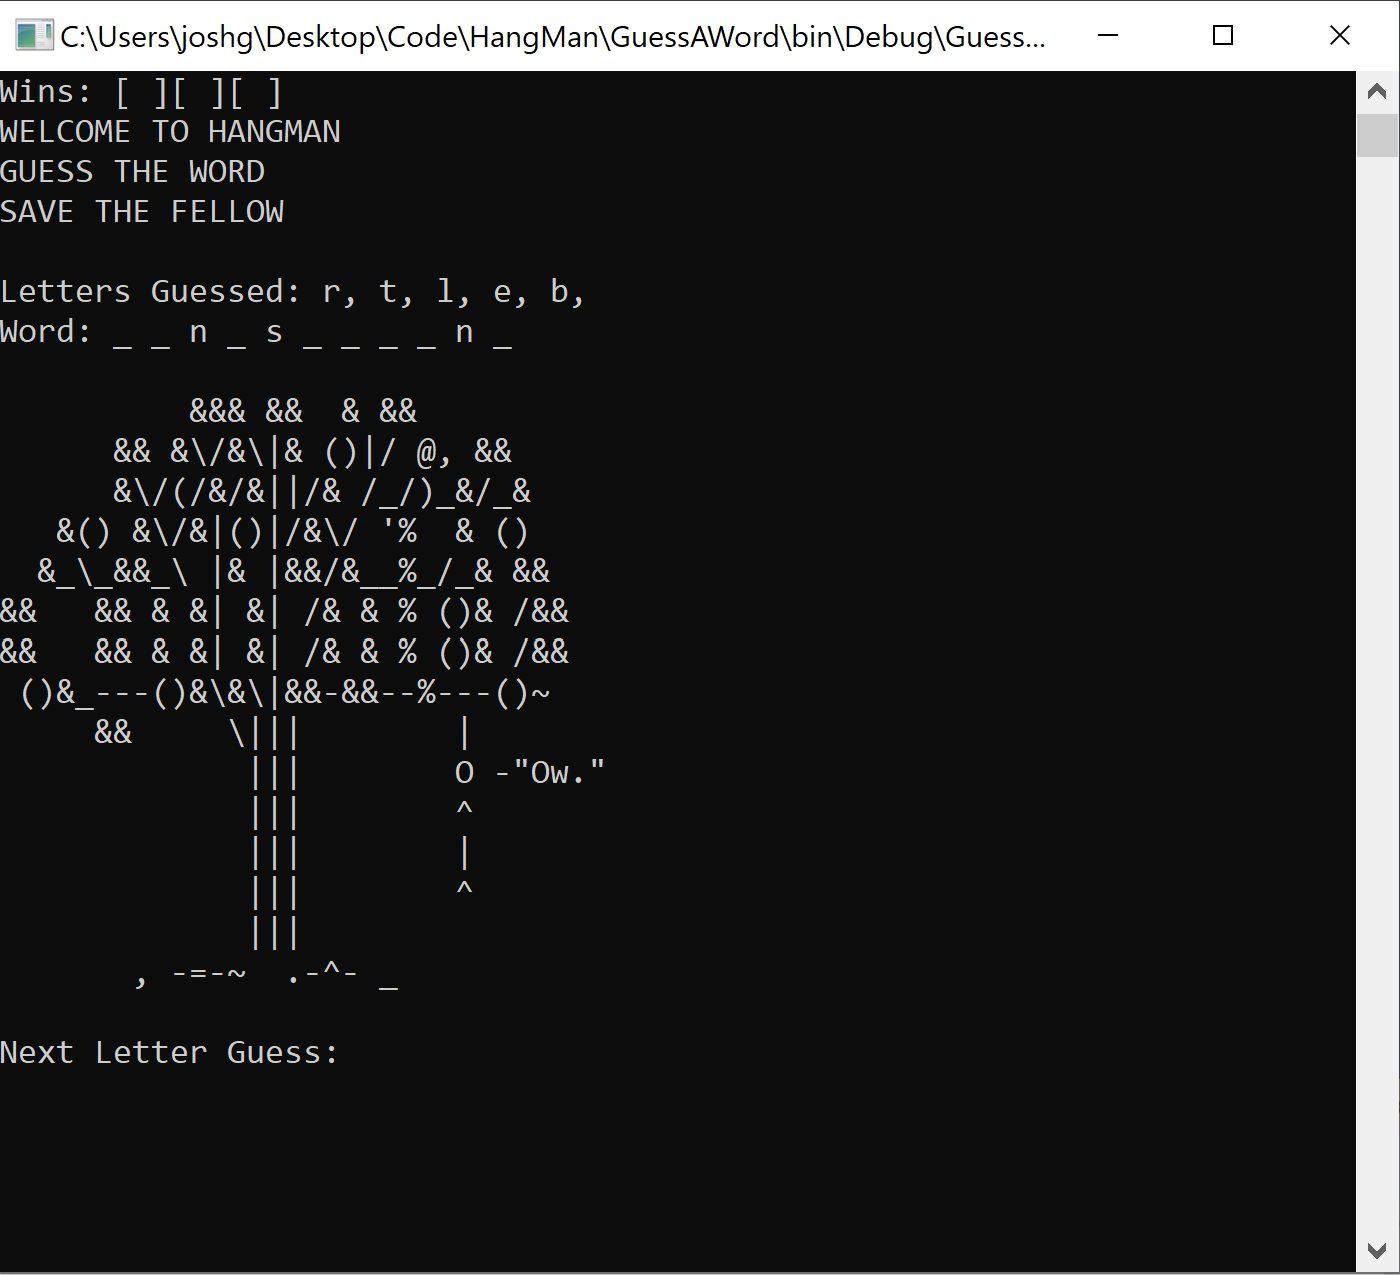 C:\Users\joshg\Desktop\Code\HangMan\GuessAWord\bin\Debug\Guess...
Wins: [ ][ ][ ]
WELCOME TO HANGMAN
GUESS THE WORD
SAVE THE FELLOW

Letters Guessed: r, t, l, e, b,
Word: _ _ n _ s _ _ _ _ n _

          &&& &&  & &&
      && &\/&\|& ()|/ @, &&
      &\/(/&/&||/& /_/)_&/_&
   &() &\/&|()|/&\/ '%  & ()
  &_\_&&_\ |& |&&/&__%_/_& &&
&&   && & &| &| /& & % ()& /&&
&&   && & &| &| /& & % ()& /&&
 ()&_---()&\&\|&&-&&--%---()~
     &&     \|||        |
             |||        O -"Ow."
             |||        ^
             |||        |
             |||        ^
             |||
       , -=-~  .-^- _

Next Letter Guess: